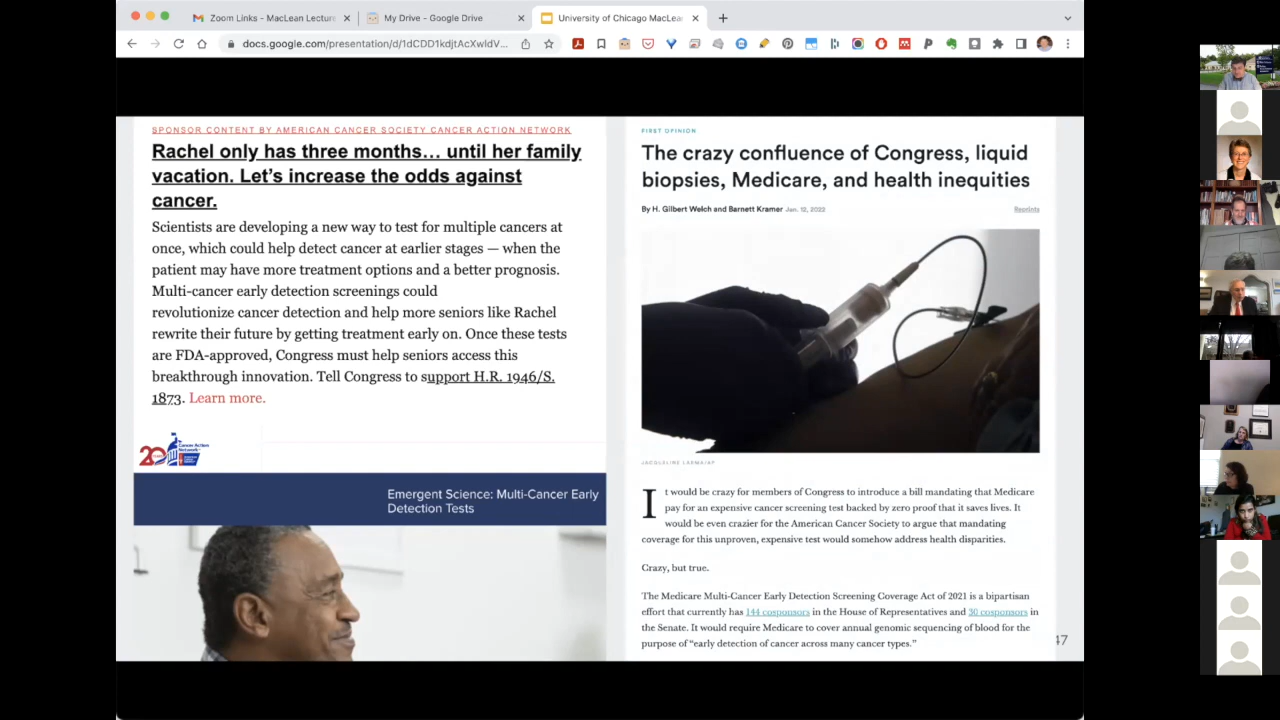 Zoom Links - MacLean Lectur
My Drive - Google Drive
University of Chicago MacLea
docs.google.com/presentation/d/1dCDD1kdjtAcXwldV...
SPONSOR CONTENT BY AMERICAN CANCER SOCIETY CANCER ACTION NETWORK
Rachel only has three months… until her family
vacation. Let's increase the odds against
cancer.
Scientists are developing a new way to test for multiple cancers at
once, which could help detect cancer at earlier stages — when the
patient may have more treatment options and a better prognosis.
Multi-cancer early detection screenings could
revolutionize cancer detection and help more seniors like Rachel
rewrite their future by getting treatment early on. Once these tests
are FDA-approved, Congress must help seniors access this
breakthrough innovation. Tell Congress to support H.R. 1946/S.
1873. Learn more.
20
Cancer Action
Network
Emergent Science: Multi-Cancer Early
Detection Tests
FIRST OPINION
The crazy confluence of Congress, liquid
biopsies, Medicare, and health inequities
By H. Gilbert Welch and Barnett Kramer Jan. 12, 2022
Reprints
It would be crazy for members of Congress to introduce a bill mandating that Medicare
pay for an expensive cancer screening test backed by zero proof that it saves lives. It
would be even crazier for the American Cancer Society to argue that mandating
coverage for this unproven, expensive test would somehow address health disparities.
Crazy, but true.
The Medicare Multi-Cancer Early Detection Screening Coverage Act of 2021 is a bipartisan
effort that currently has 144 cosponsors in the House of Representatives and 30 cosponsors in
the Senate. It would require Medicare to cover annual genomic sequencing of blood for the
purpose of “early detection of cancer across many cancer types.”
47